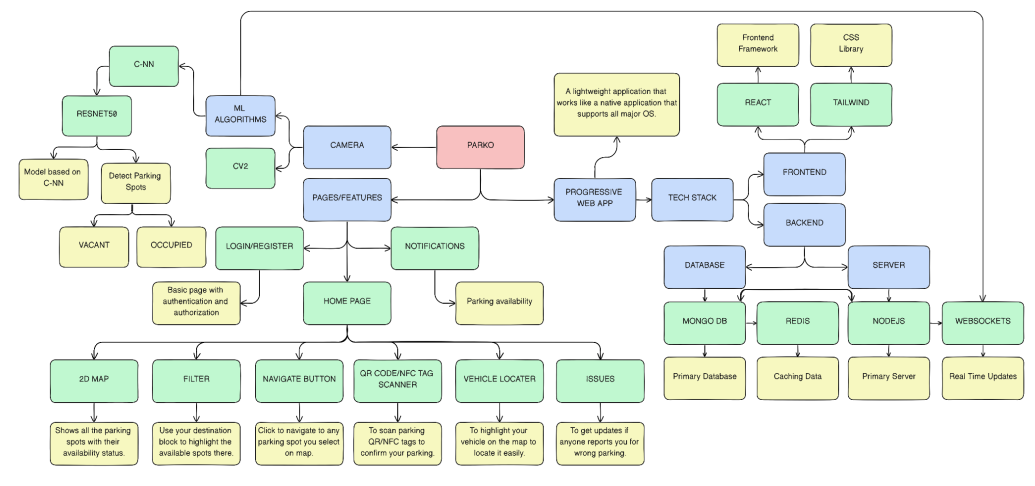 Frontend
Framework
CSS
Library
C-NN
A lightweight application that
works like a native application that
supports all major OS.
REACT
TAILWIND
RESNET50
ML
ALGORITHMS
CAMERA
PARKO
CV2
Model based on
C-NN
Detect Parking
Spots
FRONTEND
PAGES/FEATURES
PROGRESSIVE
WEB APP
TECH STACK
BACKEND
VACANT
OCCUPIED
LOGIN/REGISTER
NOTIFICATIONS
DATABASE
SERVER
Basic page with
authentication and
authorization
HOME PAGE
Parking availability
MONGO DB
REDIS
NODEJS
WEBSOCKETS
2D MAP
FILTER
NAVIGATE BUTTON
QR CODE/NFC TAG
SCANNER
VEHICLE LOCATER
ISSUES
Primary Database
Caching Data
Primary Server
Real Time Updates
Shows all the parking
spots with their
availability status.
Use your destination
block to highlight the
available spots there.
Click to navigate to any
parking spot you select
on map.
To scan parking
QR/NFC tags to
confirm your parking.
To highlight your
vehicle on the map to
locate it easily.
To get updates if
anyone reports you for
wrong parking.